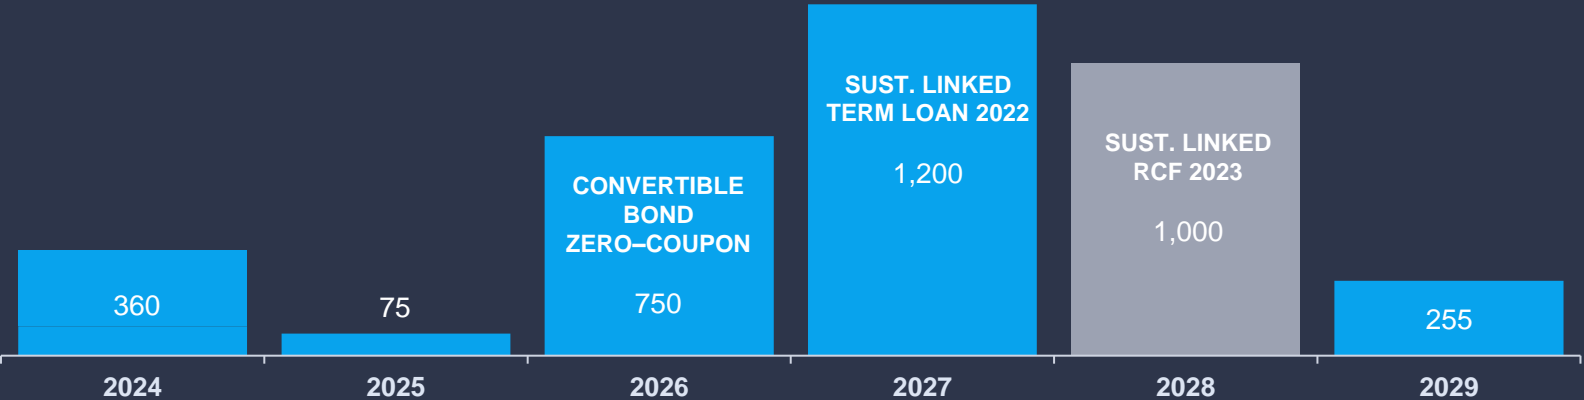 360
75
CONVERTIBLE
BOND
ZERO–COUPON
750
SUST. LINKED
TERM LOAN 2022
1,200
SUST. LINKED
RCF 2023
1,000
255
2024
2025
2026
2027
2028
2029